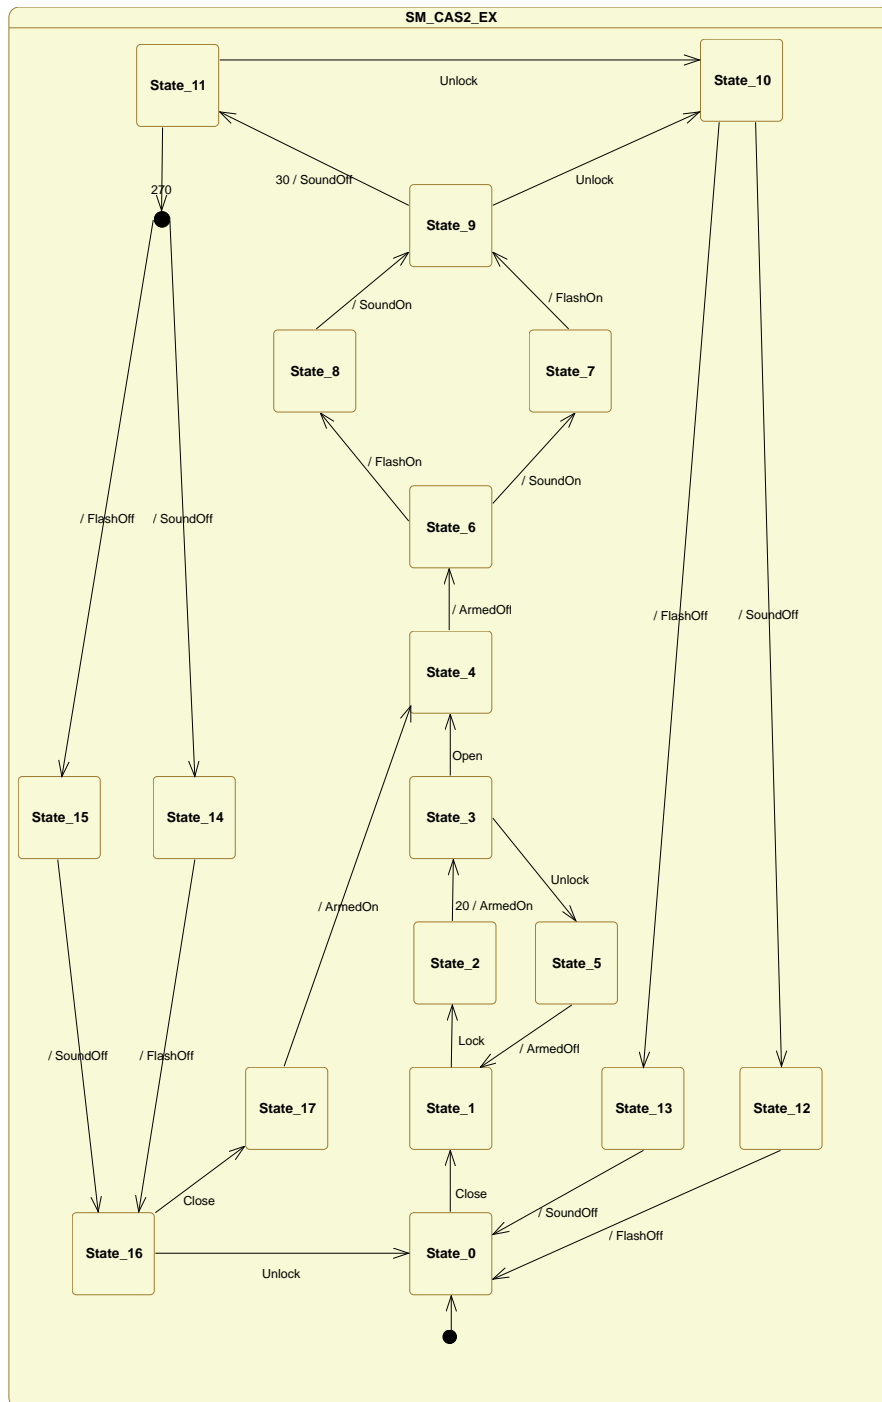 SM_CAS2_EX
State_11
State_10
Unlock
30 / SoundOff
Unlock
270
State_9
/ SoundOn
/ FlashOn
State_8
State_7
/ FlashOn
/ SoundOn
/ FlashOff
/ SoundOff
State_6
/ ArmedOff
/ FlashOff
/ SoundOff
State_4
Open
State_15
State_14
State_3
Unlock
/ ArmedOn
20 / ArmedOn
State_2
State_5
Lock
/ SoundOff
/ FlashOff
/ ArmedOff
State_17
State_1
State_13
State_12
Close
Close
/ SoundOff
/ FlashOff
State_16
State_0
Unlock